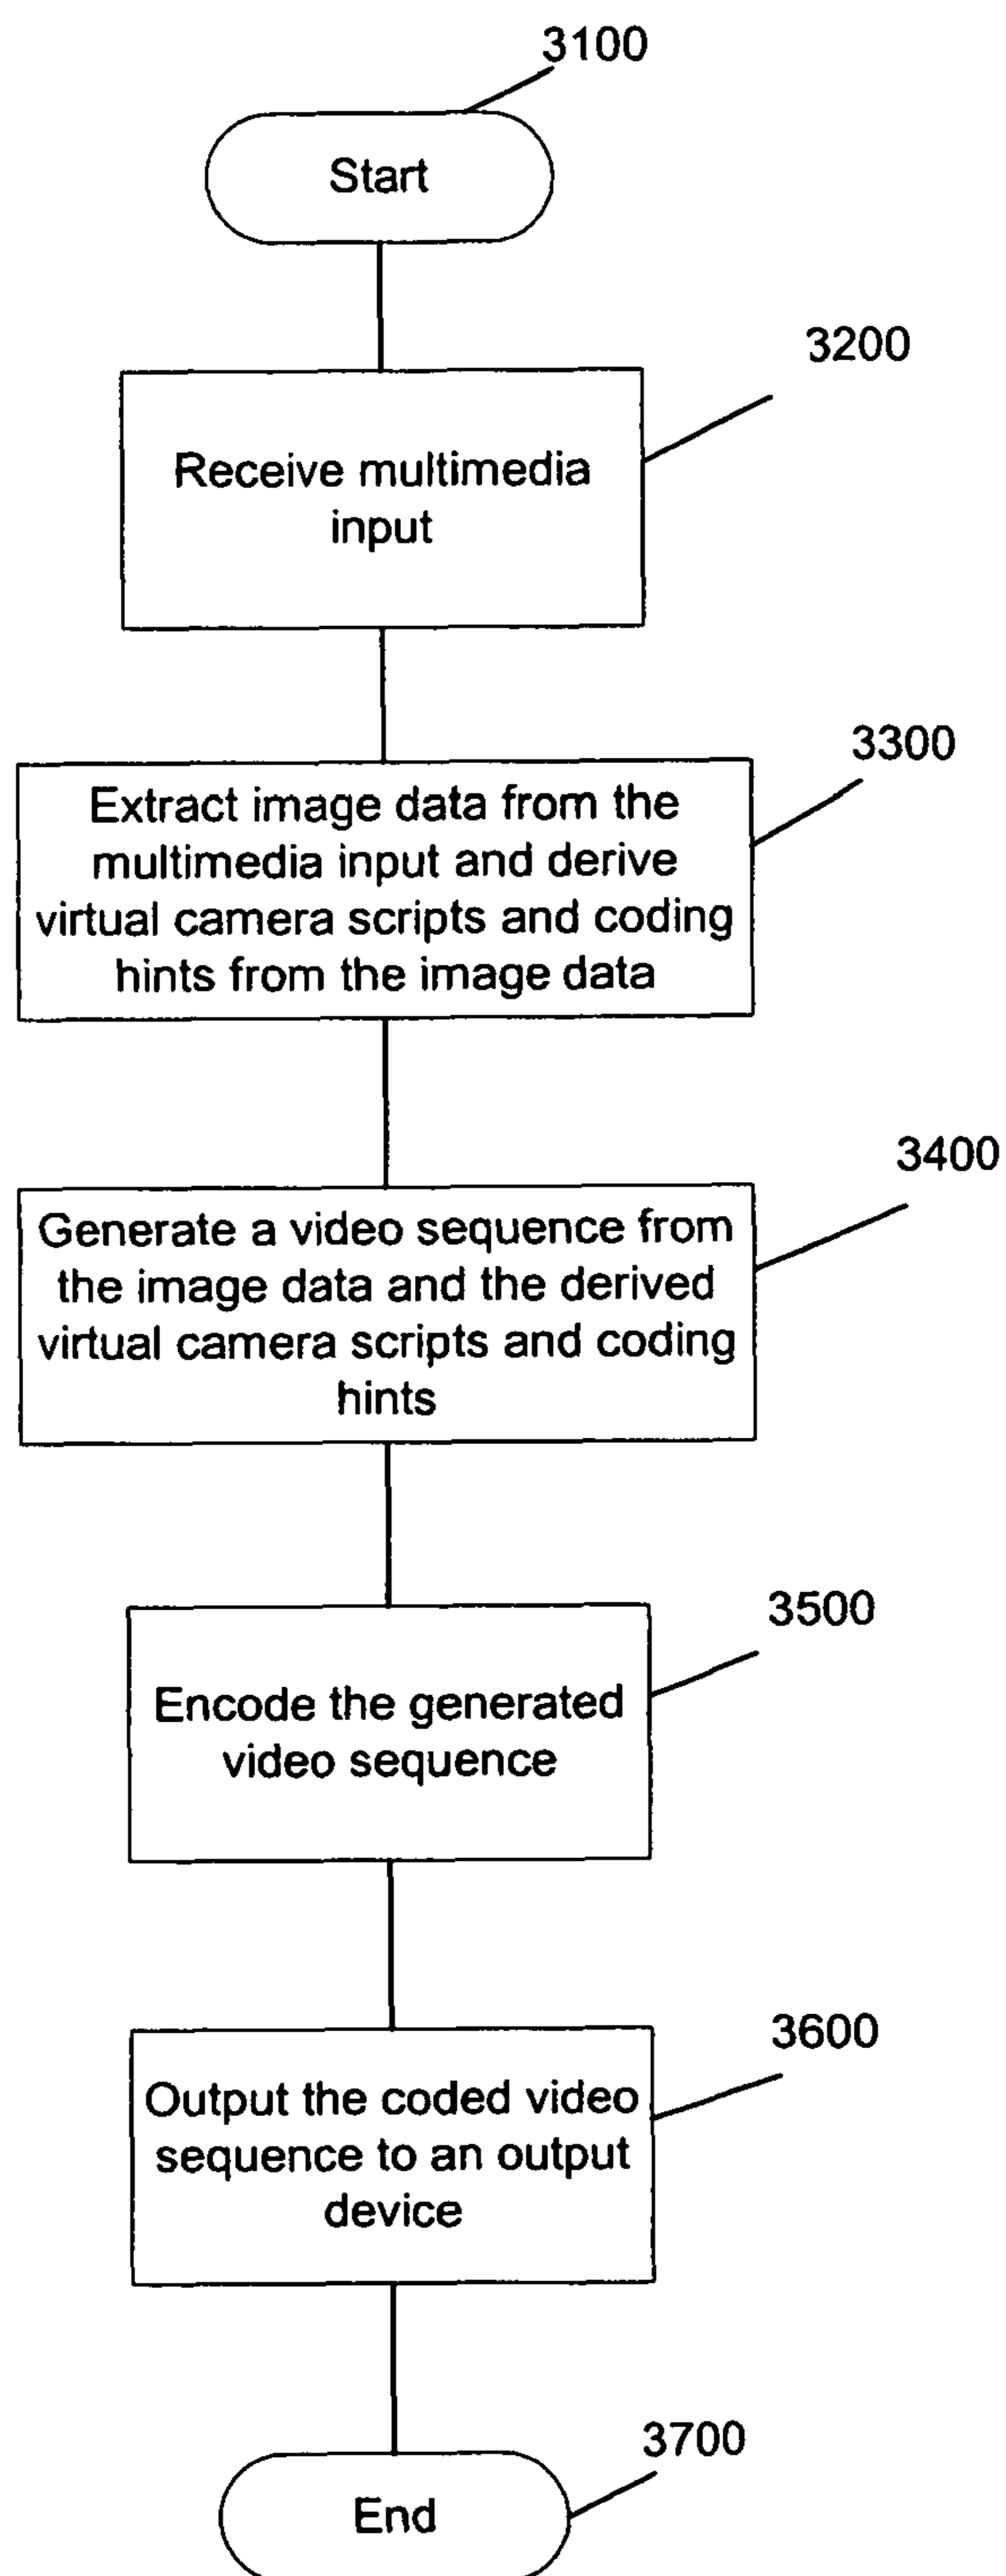 3100
Start
3200
Receive multimedia
input
3300
Extract image data from the
multimedia input and derive
virtual camera scripts and coding
hints from the image data
3400
Generate a video sequence from
the image data and the derived
virtual camera scripts and coding
hints
3500
Encode the generated
video sequence
3600
Output the coded video
sequence to an output
device
3700
End